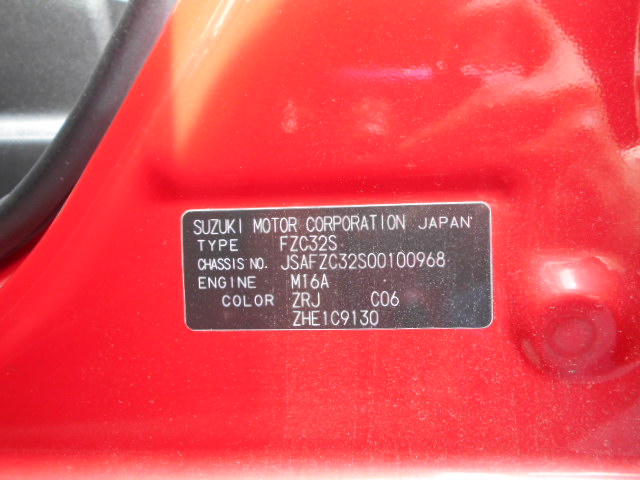 SUZUKI MOTOR CORPORATION JAPAN
TYPE FZC32S
CHASSIS NO. JSAFZC32S00100968
ENGINE M16A
COLOR ZRJ C06
ZHE1C9130